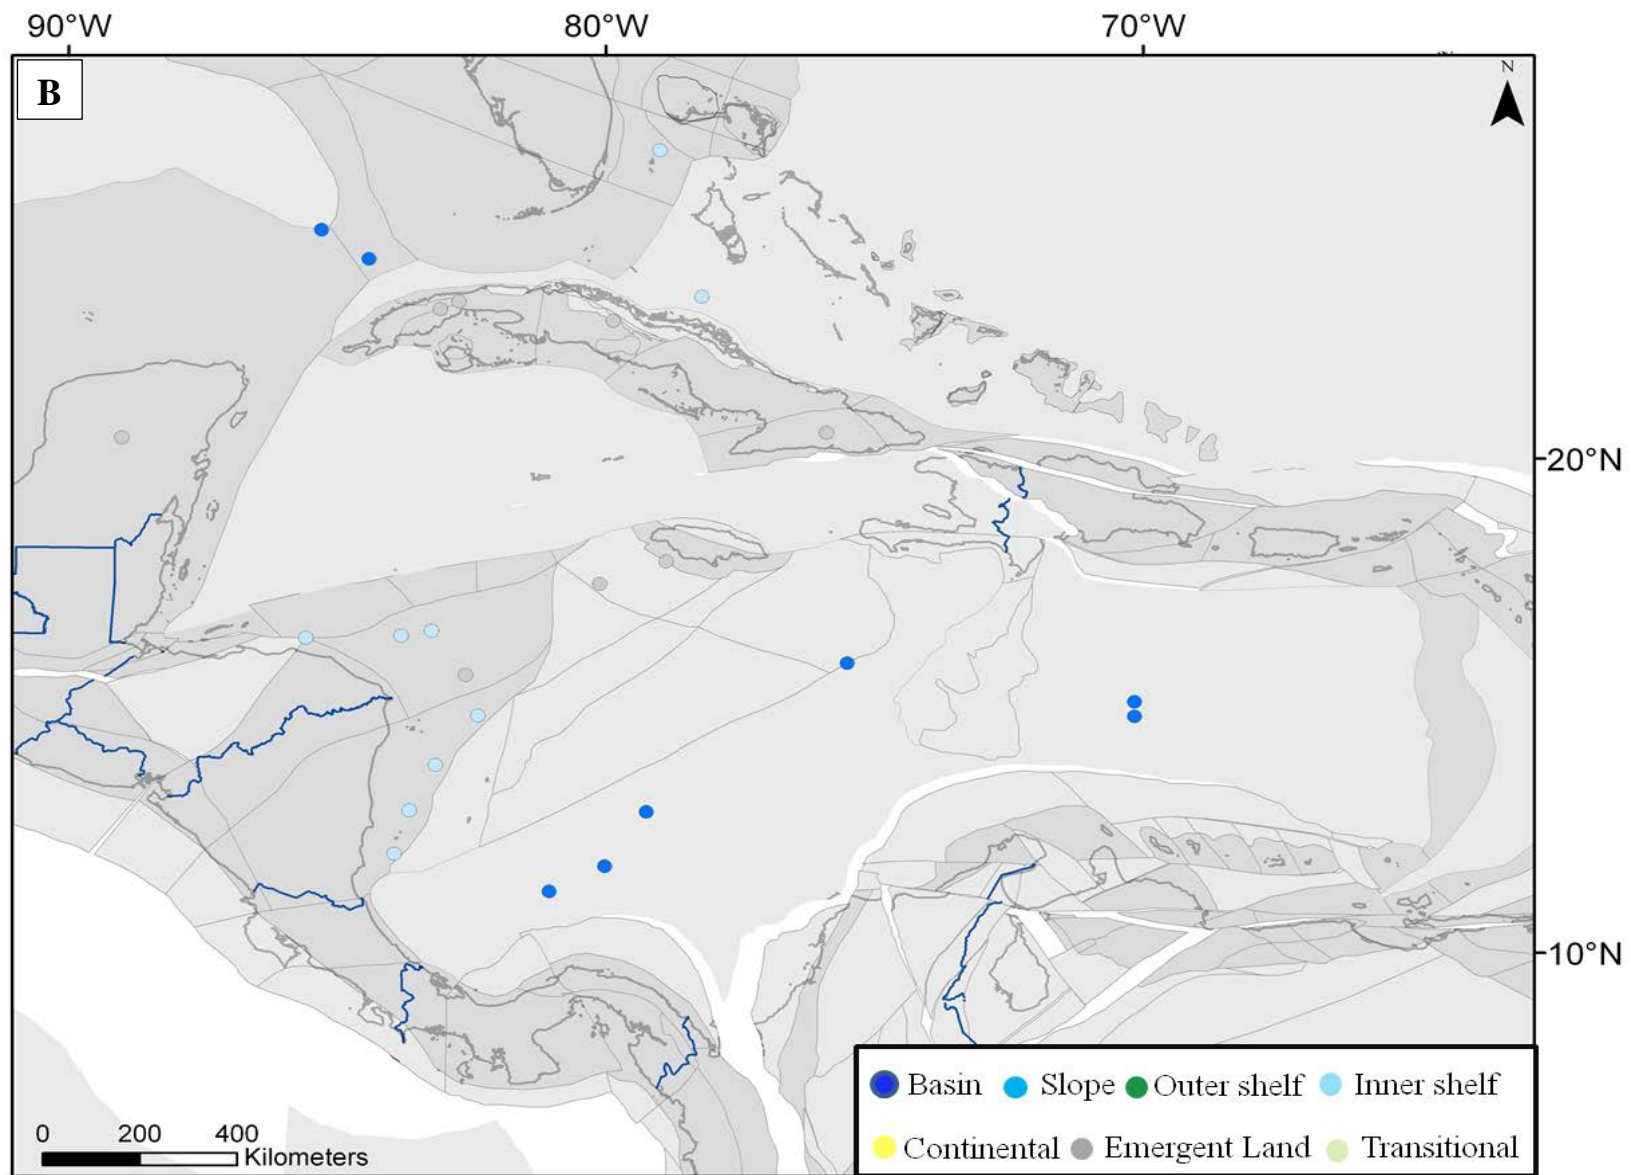 90°W 80°W 70°W
B
N
20°N
10°N
Basin Slope Outer shelf Inner shelf
Continental Emergent Land Transitional
0 200 400
Kilometers